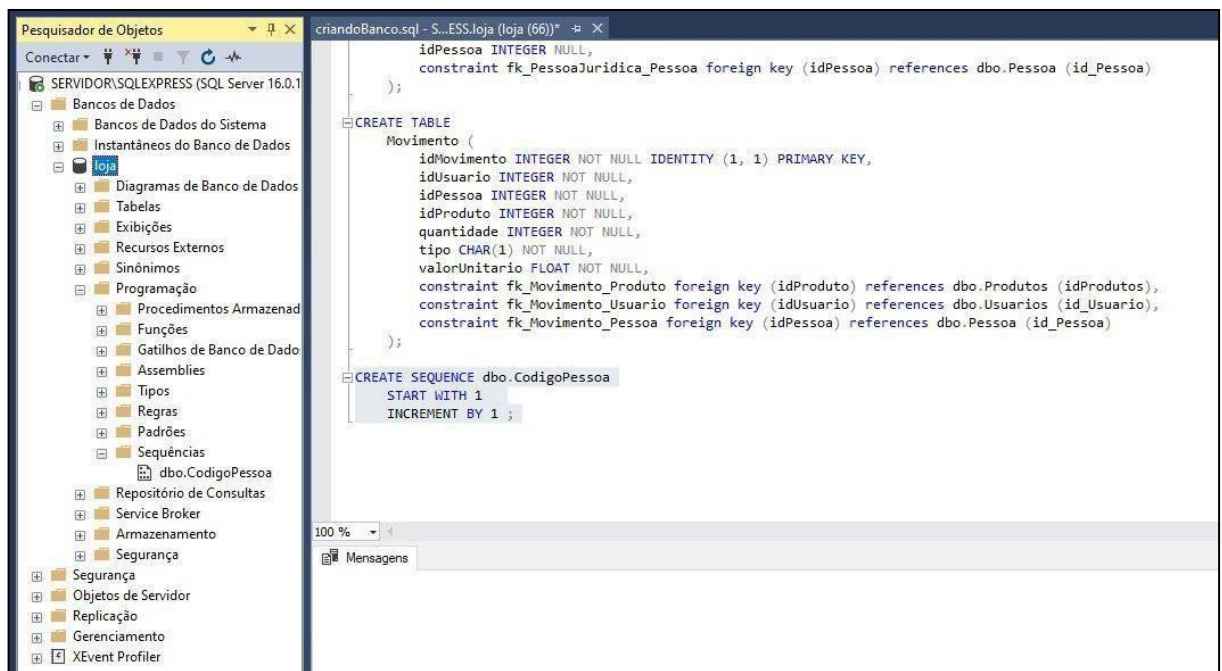 Pesquisador de Objetos
Conectar
SERVIDOR\SQLEXPRESS (SQL Server 16.0.1
Bancos de Dados
Bancos de Dados do Sistema
Instantâneos do Banco de Dados
loja
Diagramas de Banco de Dados
Tabelas
Exibições
Recursos Externos
Sinônimos
Programação
Procedimentos Armazenad
Funções
Gatilhos de Banco de Dado
Assemblies
Tipos
Regras
Padrões
Sequências
dbo.CodigoPessoa
Repositório de Consultas
Service Broker
Armazenamento
Segurança
Segurança
Objetos de Servidor
Replicação
Gerenciamento
XEvent Profiler
criandoBanco.sql - S...ESS.loja (loja (66))*
idPessoa INTEGER NULL,
constraint fk_PessoaJuridica_Pessoa foreign key (idPessoa) references dbo.Pessoa (id_Pessoa)
);
CREATE TABLE
Movimento (
idMovimento INTEGER NOT NULL IDENTITY (1, 1) PRIMARY KEY,
idUsuario INTEGER NOT NULL,
idPessoa INTEGER NOT NULL,
idProduto INTEGER NOT NULL,
quantidade INTEGER NOT NULL,
tipo CHAR(1) NOT NULL,
valorUnitario FLOAT NOT NULL,
constraint fk_Movimento_Produto foreign key (idProduto) references dbo.Produtos (idProdutos),
constraint fk_Movimento_Usuario foreign key (idUsuario) references dbo.Usuarios (id_Usuario),
constraint fk_Movimento_Pessoa foreign key (idPessoa) references dbo.Pessoa (id_Pessoa)
);
CREATE SEQUENCE dbo.CodigoPessoa
START WITH 1
INCREMENT BY 1 ;
100 %
Mensagens